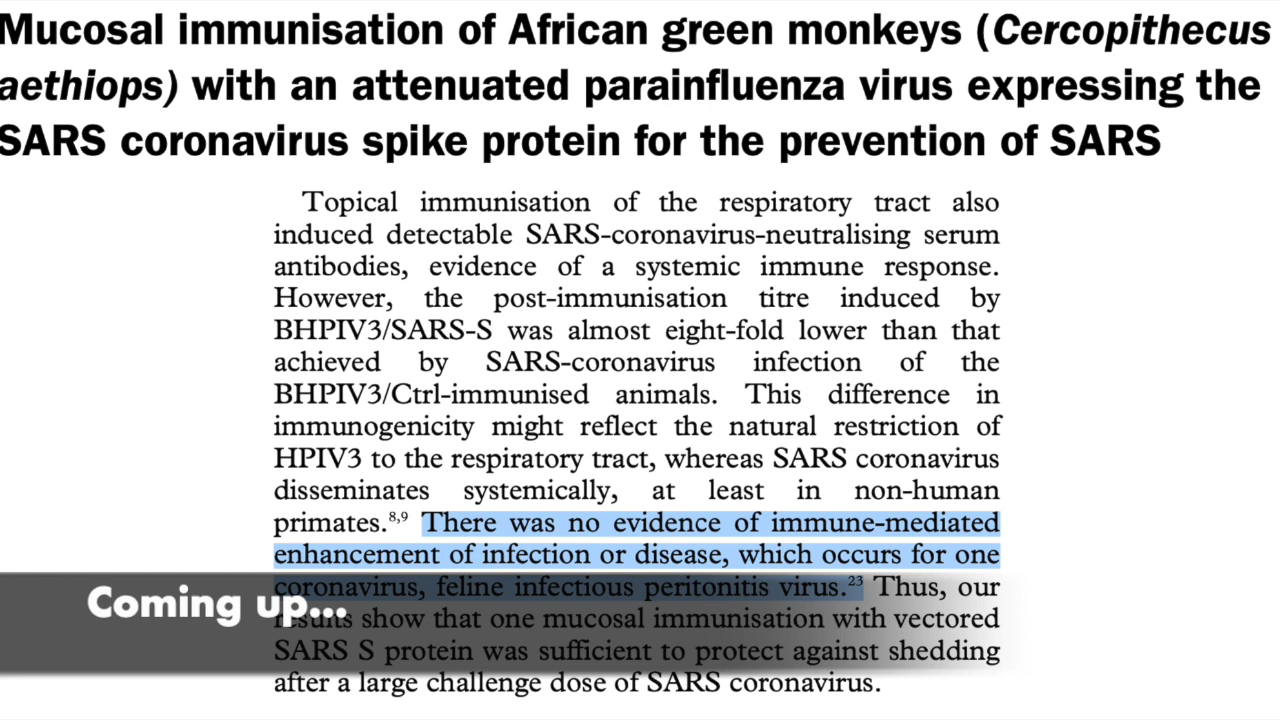 Mucosal immunisation of African green monkeys (Cercopithecus
aethiops) with an attenuated parainfluenza virus expressing the
SARS coronavirus spike protein for the prevention of SARS
Topical immunisation of the respiratory tract also
induced detectable SARS-coronavirus-neutralising serum
antibodies, evidence of a systemic immune response.
However, the post-immunisation titre induced by
BHPIV3/SARS-S was almost eight-fold lower than that
achieved by SARS-coronavirus infection of the
BHPIV3/Ctrl-immunised animals. This difference in
immunogenicity might reflect the natural restriction of
HPIV3 to the respiratory tract, whereas SARS coronavirus
disseminates systemically, at least in non-human
primates.8,9 There was no evidence of immune-mediated
enhancement of infection or disease, which occurs for one
coronavirus, feline infectious peritonitis virus.23 Thus, our
results show that one mucosal immunisation with vectored
SARS S protein was sufficient to protect against shedding
after a large challenge dose of SARS coronavirus.
Coming up...